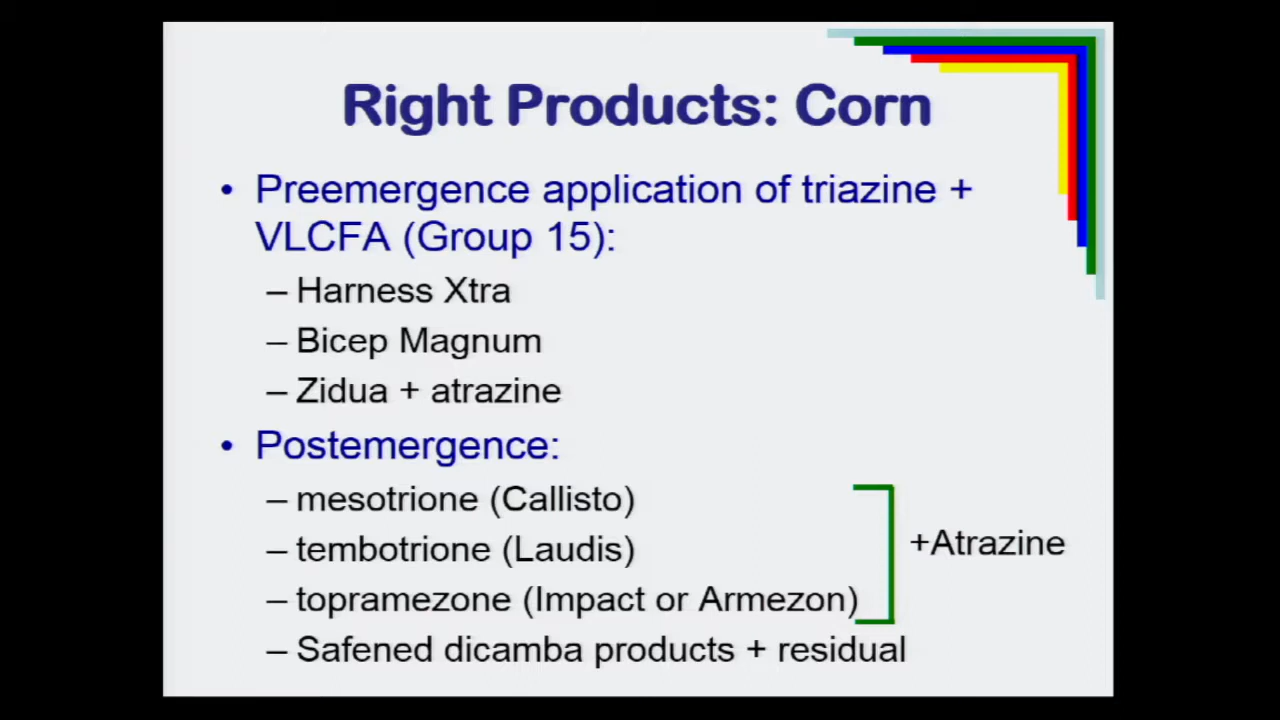 Right Products: Corn
• Preemergence application of triazine +
VLCFA (Group 15):
– Harness Xtra
– Bicep Magnum
– Zidua + atrazine
• Postemergence:
– mesotrione (Callisto)
– tembotrione (Laudis)
+Atrazine
– topramezone (Impact or Armezon)
– Safened dicamba products + residual